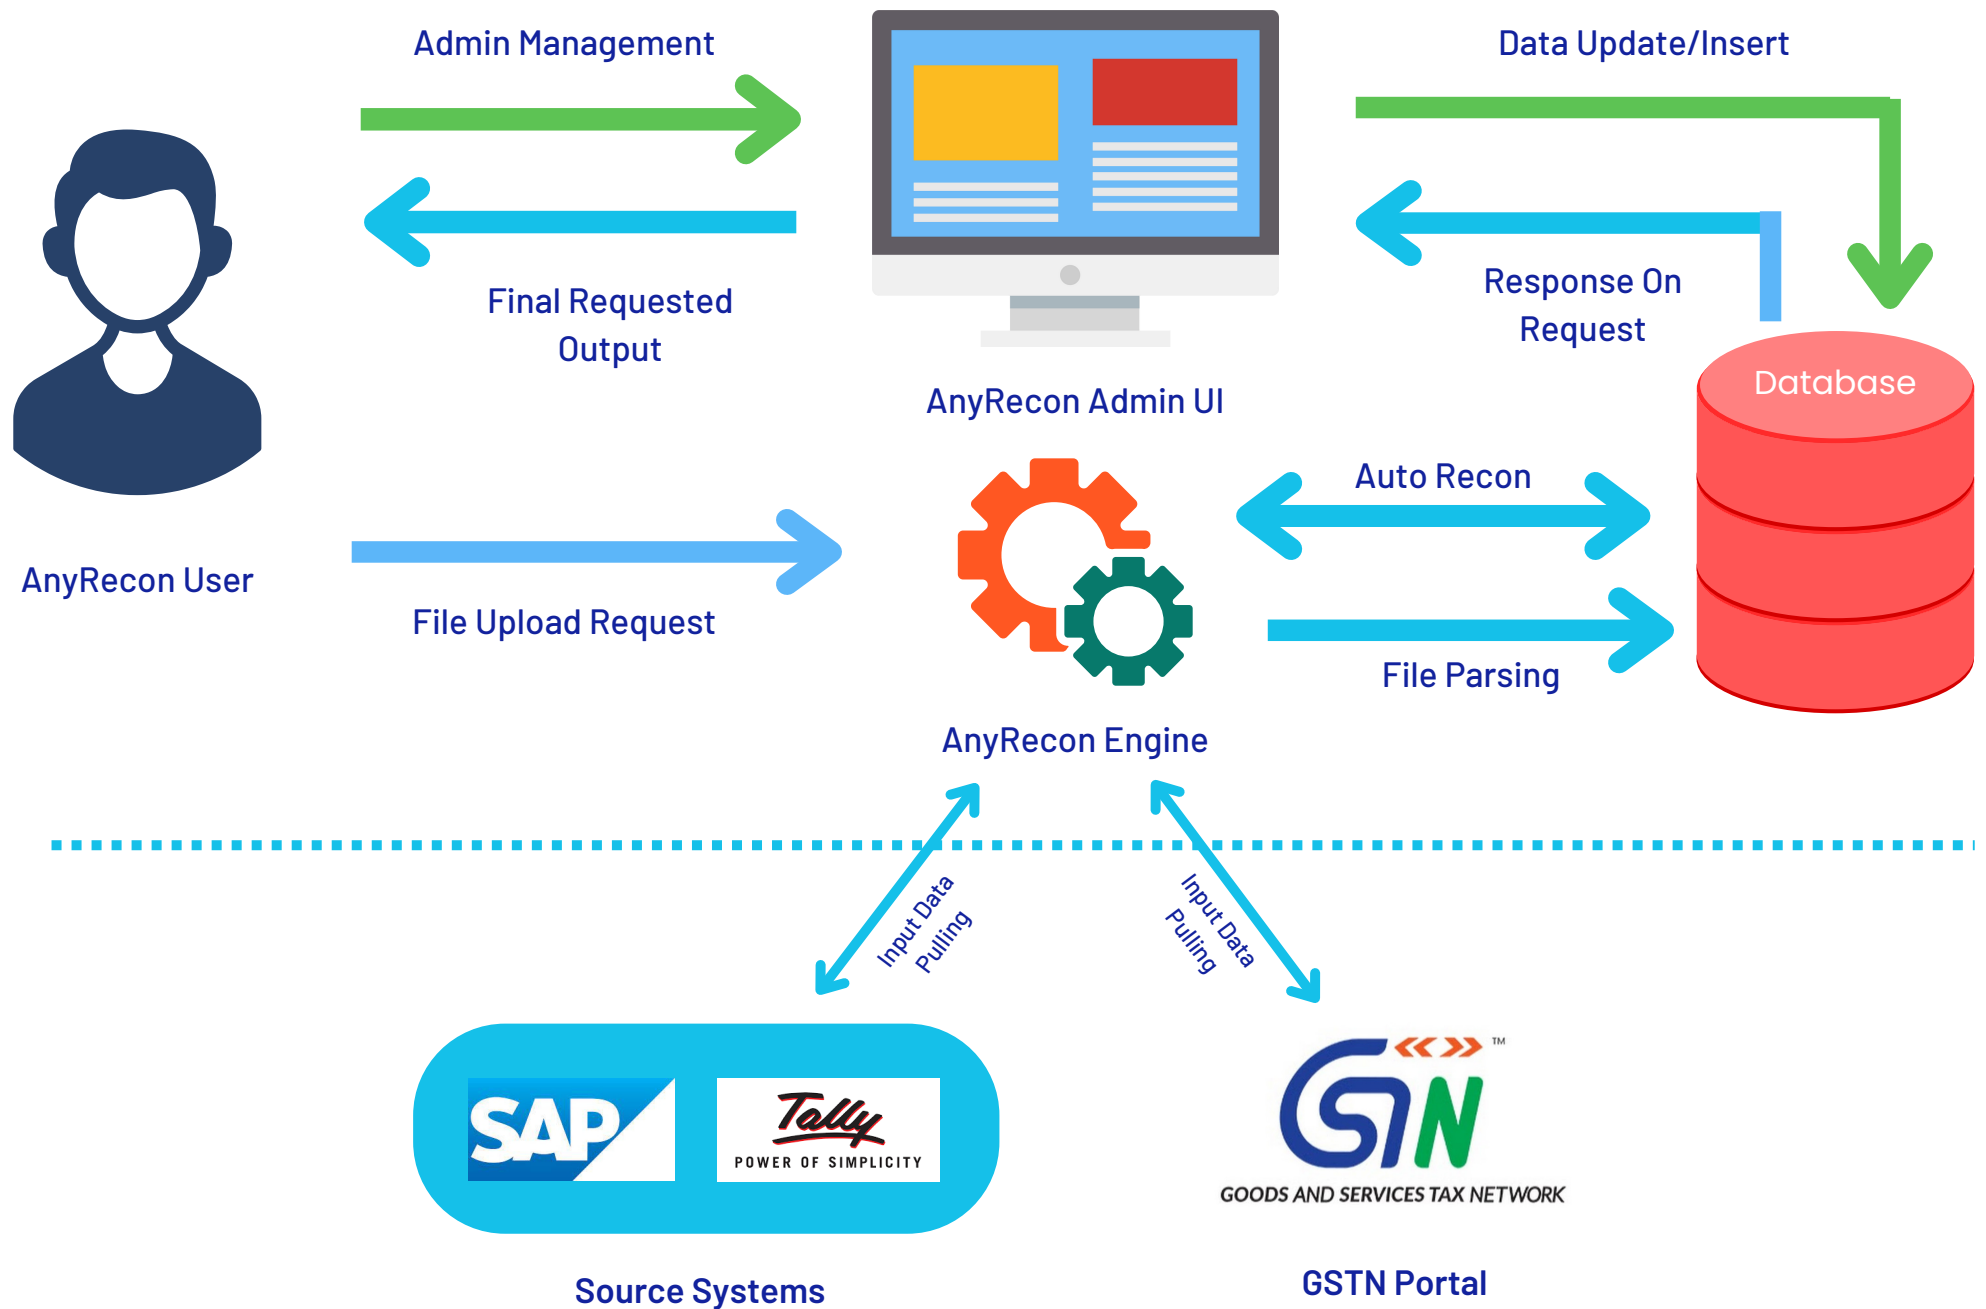 Admin Management
Data Update/Insert
Final Requested
Output
Response On
Request
Database
AnyRecon Admin UI
Auto Recon
AnyRecon User
File Upload Request
File Parsing
AnyRecon Engine
Input Data
Pulling
Input Data
Pulling
SAP
Tally
POWER OF SIMPLICITY
GSTN
TM
GOODS AND SERVICES TAX NETWORK
Source Systems
GSTN Portal